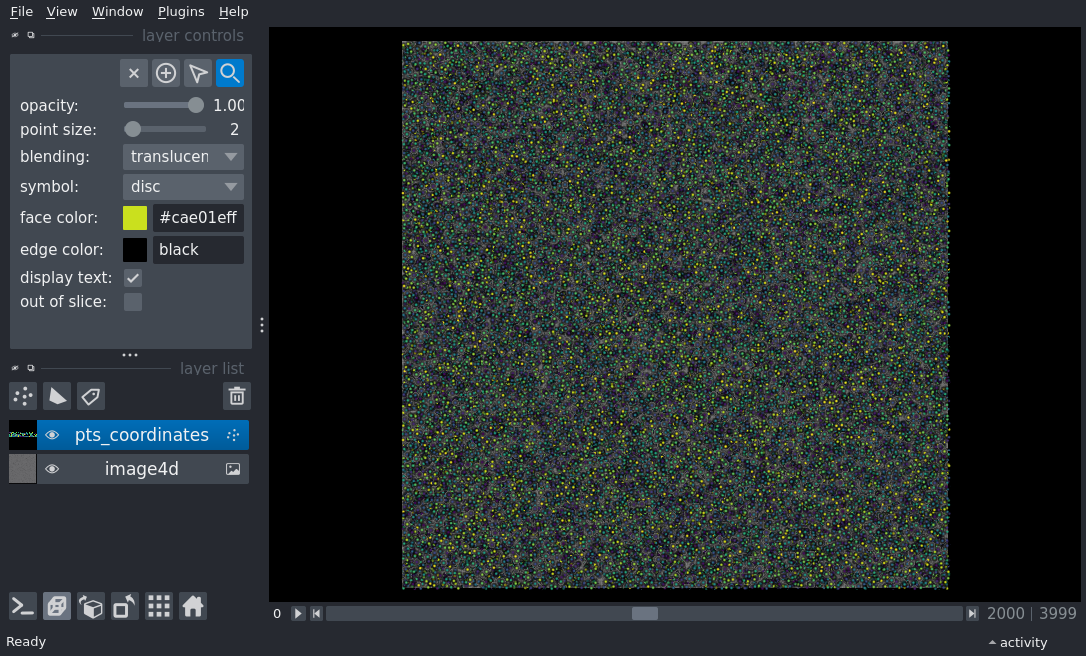 File View Window Plugins Help
layer controls
opacity: 1.00
point size: 2
blending: translucen
symbol: disc
face color: #cae01eff
edge color: black
display text:
out of slice:
layer list
pts_coordinates
image4d
0 2000 | 3999
Ready activity